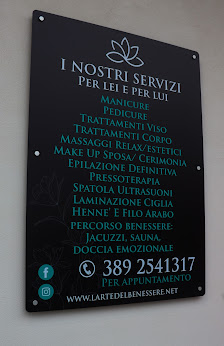 I NOSTRI SERVIZI
PER LEI E PER LUI
MANICURE
PEDICURE
TRATTAMENTI VISO
TRATTAMENTI CORPO
MASSAGGI RELAX/ESTETICI
MAKE UP SPOSA/ CERIMONIA
EPILAZIONE DEFINITIVA
PRESSOTERAPIA
SPATOLA ULTRASUONI
LAMINAZIONE CIGLIA
HENNE' E FILO ARABO
PERCORSO BENESSERE:
JACUZZI, SAUNA,
DOCCIA EMOZIONALE
389 2541317
PER APPUNTAMENTO
WWW.LARTEDELBENESSERE.NET